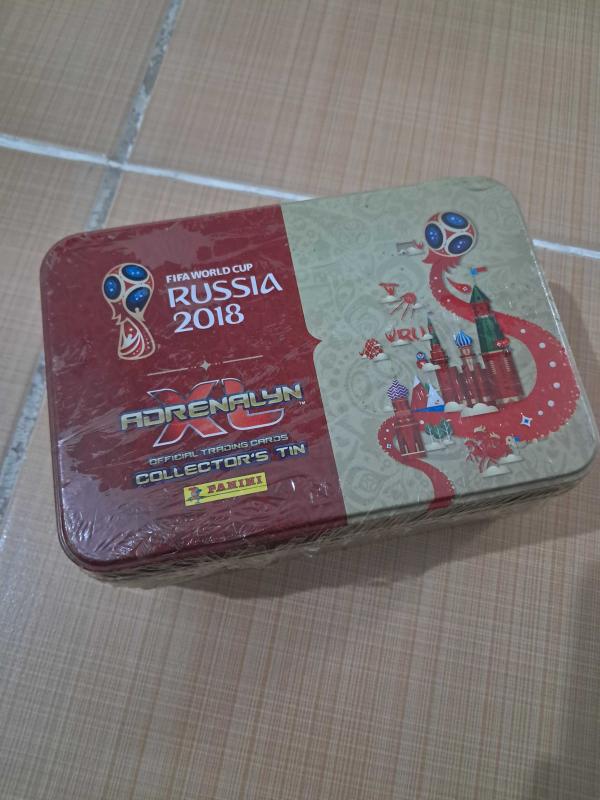 FIFA WORLD CUP
RUSSIA
2018
XL
ADRENALYN
OFFICIAL TRADING CARDS
COLLECTOR'S TIN
PANINI